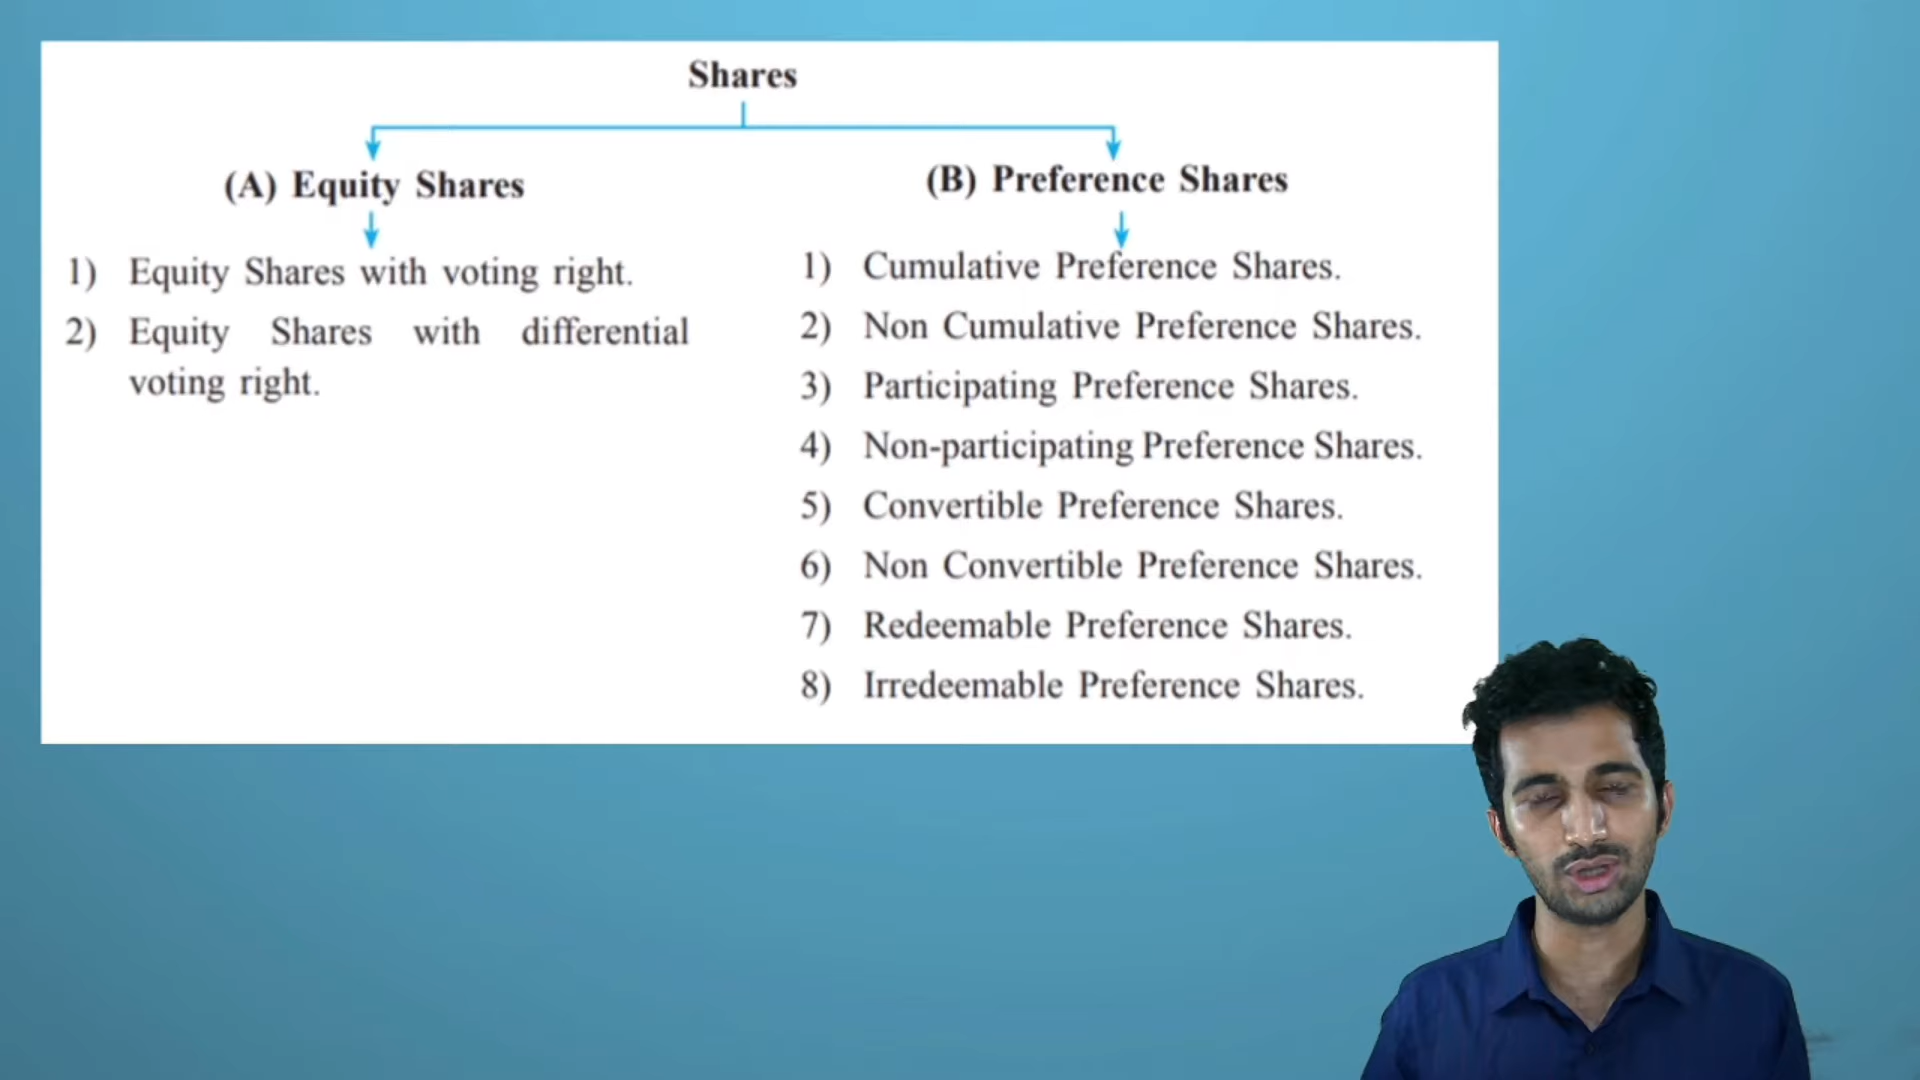 Shares
(A) Equity Shares
1) Equity Shares with voting right.
2) Equity Shares with differential
voting right.
(B) Preference Shares
1) Cumulative Preference Shares.
2) Non Cumulative Preference Shares.
3) Participating Preference Shares.
4) Non-participating Preference Shares.
5) Convertible Preference Shares.
6) Non Convertible Preference Shares.
7) Redeemable Preference Shares.
8) Irredeemable Preference Shares.